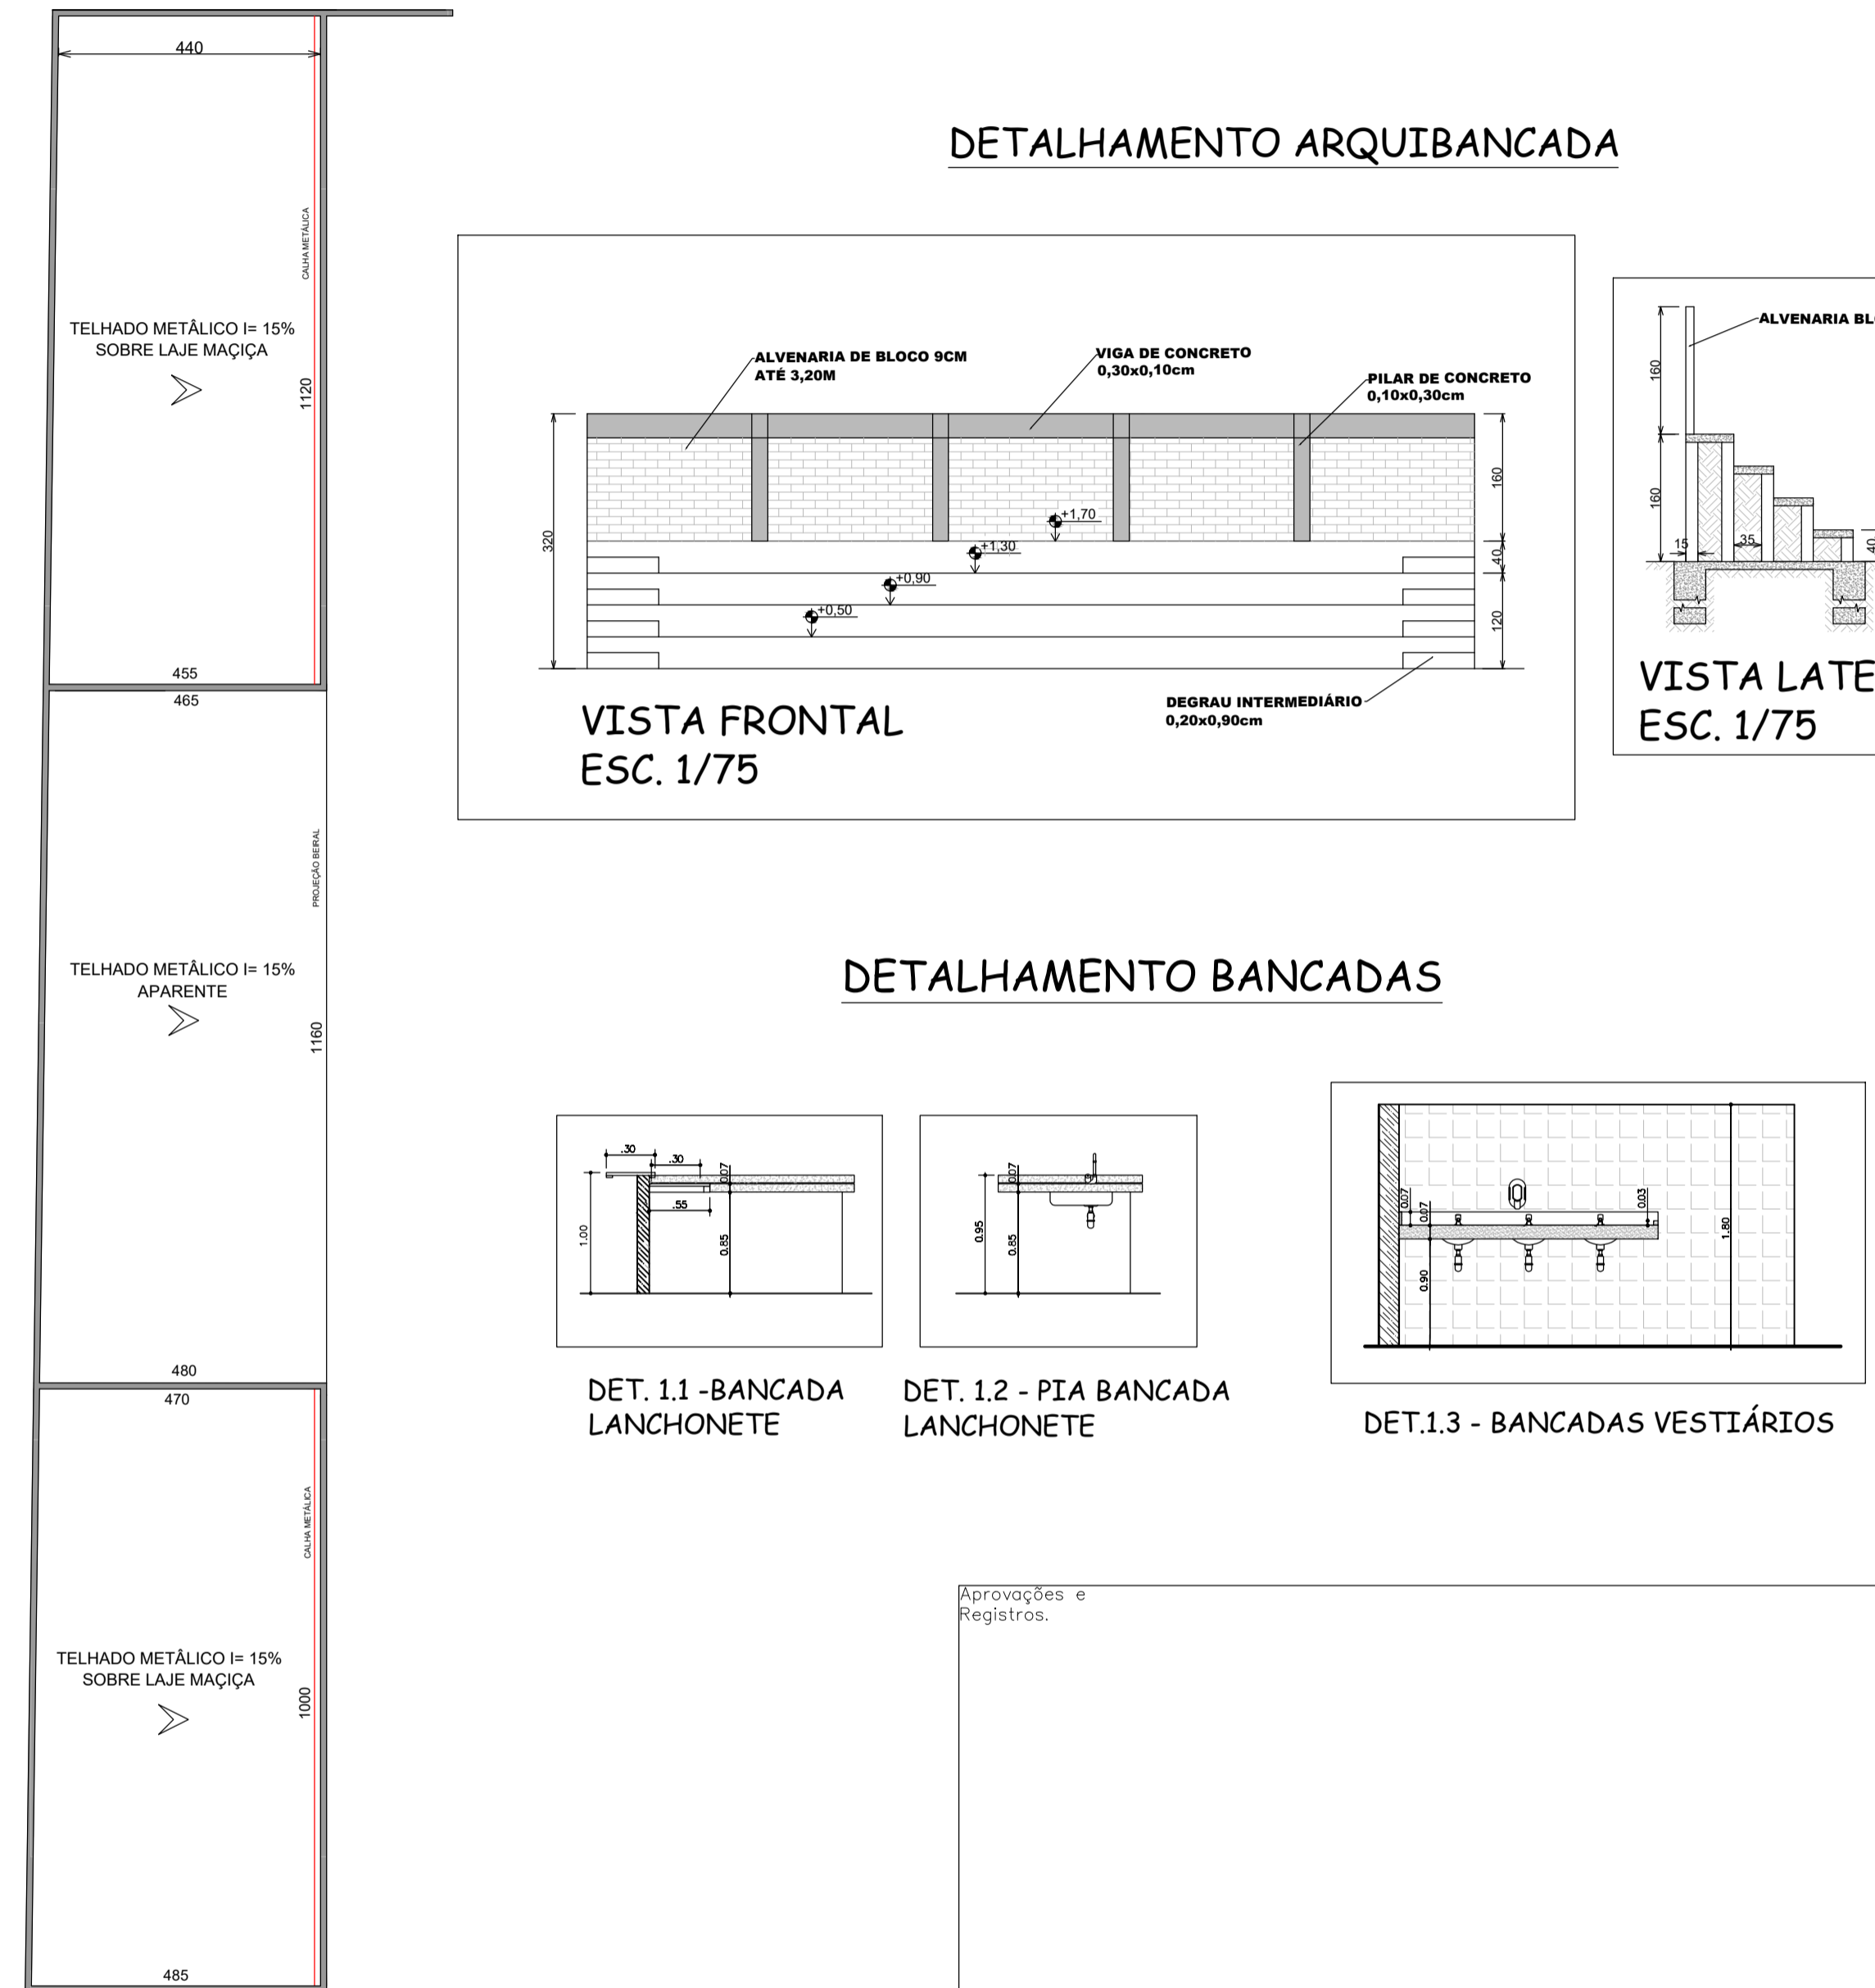 440
CALHA METÁLICA
TELHADO METÂLICO I= 15%
SOBRE LAJE MAÇIÇA
1120
455
465
PROJEÇÃO BEIRAL
TELHADO METÂLICO I= 15%
APARENTE
1160
480
470
CALHA METÁLICA
TELHADO METÂLICO I= 15%
SOBRE LAJE MAÇIÇA
1000
485
DETALHAMENTO ARQUIBANCADA
ALVENARIA DE BLOCO 9CM
ATÉ 3,20M
VIGA DE CONCRETO
0,30x0,10cm
PILAR DE CONCRETO
0,10x0,30cm
320
160
+1,70
+1,30
40
+0,90
+0,50
120
DEGRAU INTERMEDIÁRIO
0,20x0,90cm
VISTA FRONTAL
ESC. 1/75
ALVENARIA BLO
160
160
15
35
40
VISTA LATE
ESC. 1/75
DETALHAMENTO BANCADAS
.30
.30
0.07
.55
1.00
0.85
DET. 1.1 -BANCADA
LANCHONETE
0.07
0.95
0.85
DET. 1.2 - PIA BANCADA
LANCHONETE
0.07
0.07
0.03
1.80
0.90
DET.1.3 - BANCADAS VESTIÁRIOS
Aprovações e
Registros.